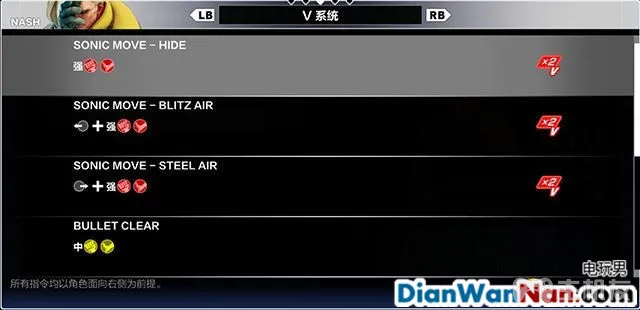 NASH
LB
V 系统
RB
SONIC MOVE – HIDE
强
×2
V
SONIC MOVE – BLITZ AIR
+ 强
×2
V
SONIC MOVE – STEEL AIR
+ 强
×2
V
BULLET CLEAR
中
所有指令均以角色面向右侧为前提。
电玩男
DianWanNan.com